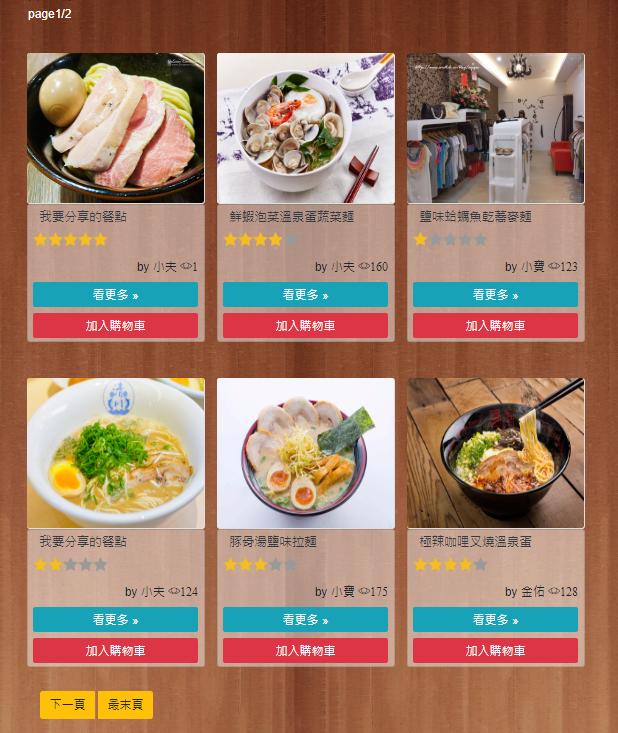 page1/2
我要分享的餐點
by 小夫 1
看更多 »
加入購物車
鮮蝦泡菜溫泉蛋蔬菜麵
by 小夫 160
看更多 »
加入購物車
鹽味蛤蠣魚乾蕎麥麵
by 小寶 123
看更多 »
加入購物車
我要分享的餐點
by 小夫 124
看更多 »
加入購物車
豚骨湯鹽味拉麵
by 小寶 175
看更多 »
加入購物車
極辣咖哩叉燒溫泉蛋
by 金佑 128
看更多 »
加入購物車
下一頁
最末頁